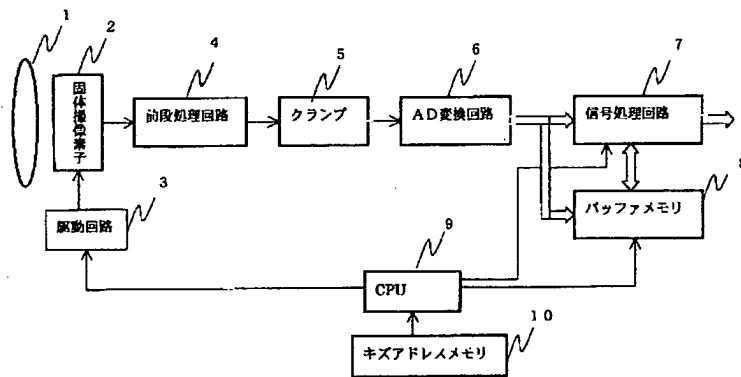 1
2
4
5
6
7
固体撮像素子
前段処理回路
クランプ
AD変換回路
信号処理回路
8
3
バッファメモリ
駆動回路
9
CPU
10
キズアドレスメモリ